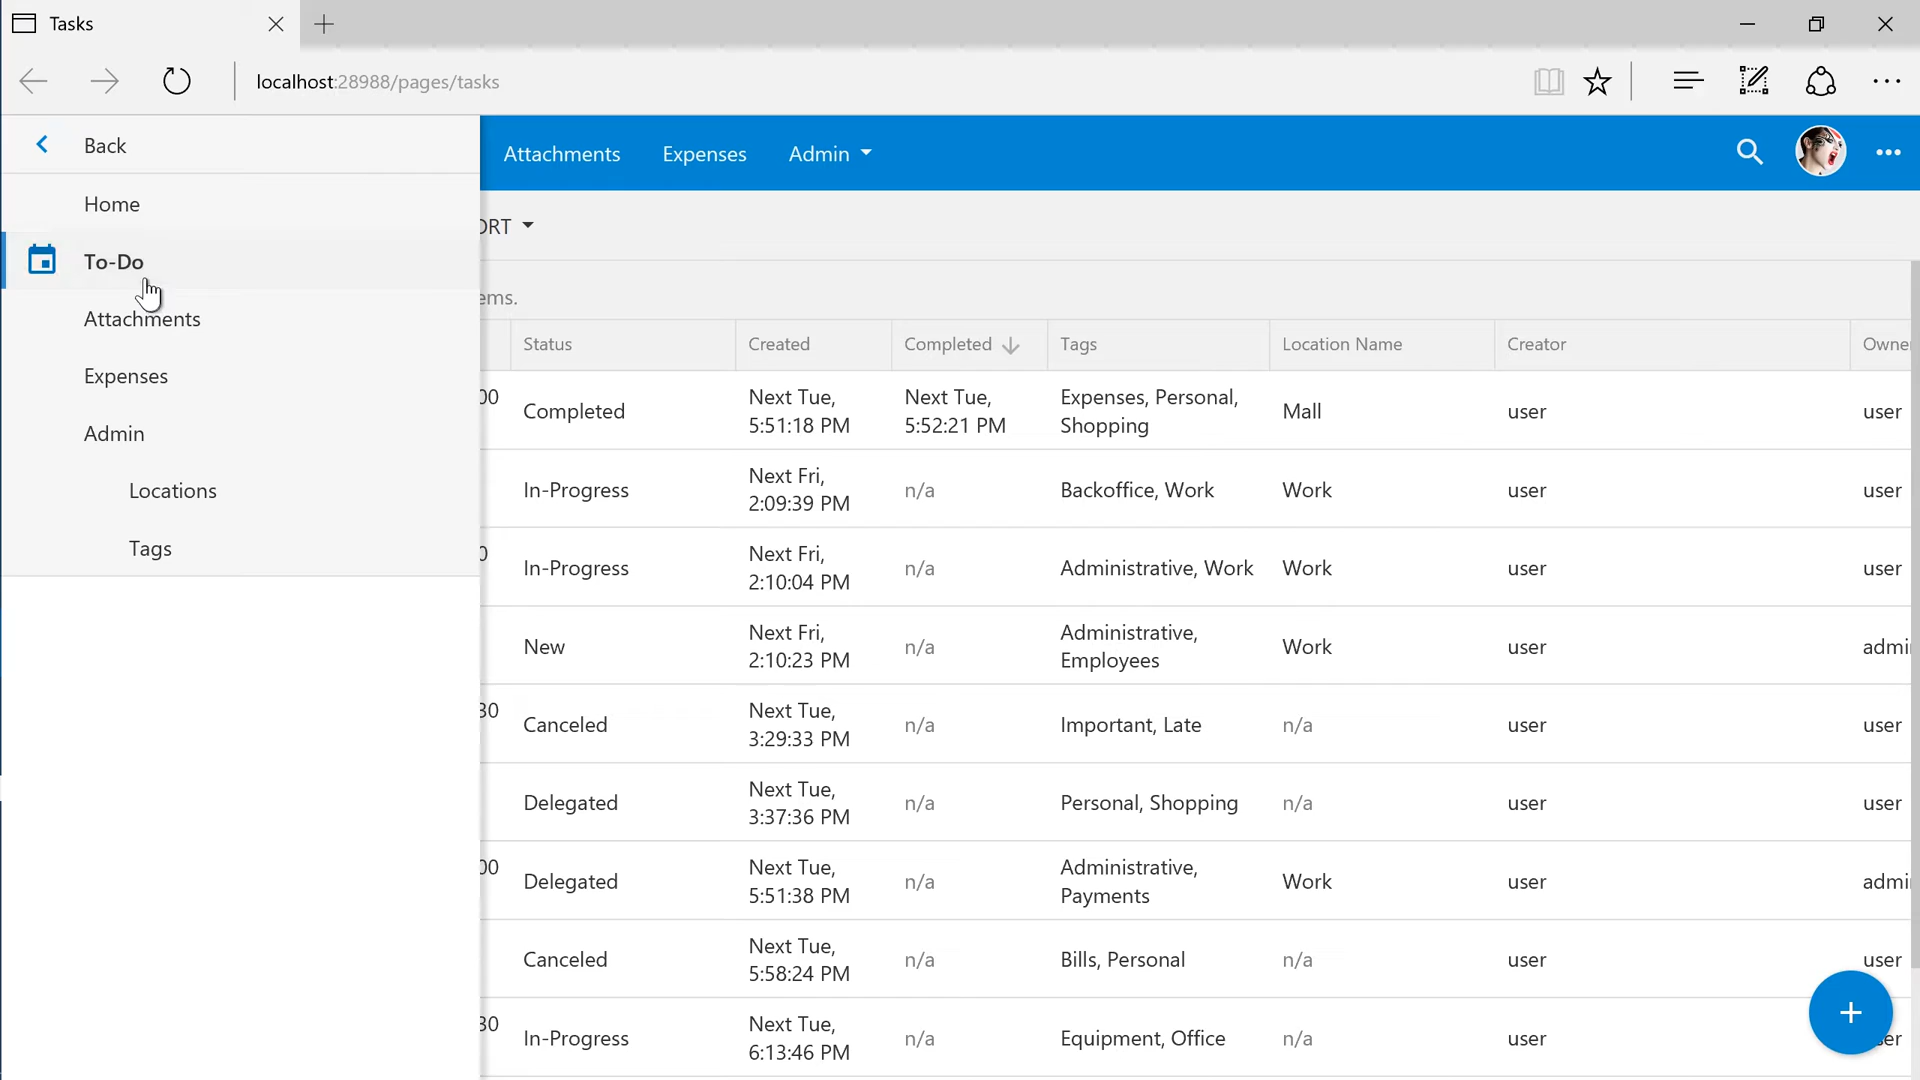 Tasks
localhost:28988/pages/tasks
Back
Home
To-Do
Attachments
Expenses
Admin
Locations
Tags
Attachments Expenses Admin
ORT
ems.
Status Created Completed Tags Location Name Creator Owne
00 Completed Next Tue, 5:51:18 PM Next Tue, 5:52:21 PM Expenses, Personal, Shopping Mall user user
In-Progress Next Fri, 2:09:39 PM n/a Backoffice, Work Work user user
0 In-Progress Next Fri, 2:10:04 PM n/a Administrative, Work Work user user
New Next Fri, 2:10:23 PM n/a Administrative, Employees Work user admi
30 Canceled Next Tue, 3:29:33 PM n/a Important, Late n/a user user
Delegated Next Tue, 3:37:36 PM n/a Personal, Shopping n/a user user
00 Delegated Next Tue, 5:51:38 PM n/a Administrative, Payments Work user admi
Canceled Next Tue, 5:58:24 PM n/a Bills, Personal n/a user user
30 In-Progress Next Tue, 6:13:46 PM n/a Equipment, Office n/a user ser